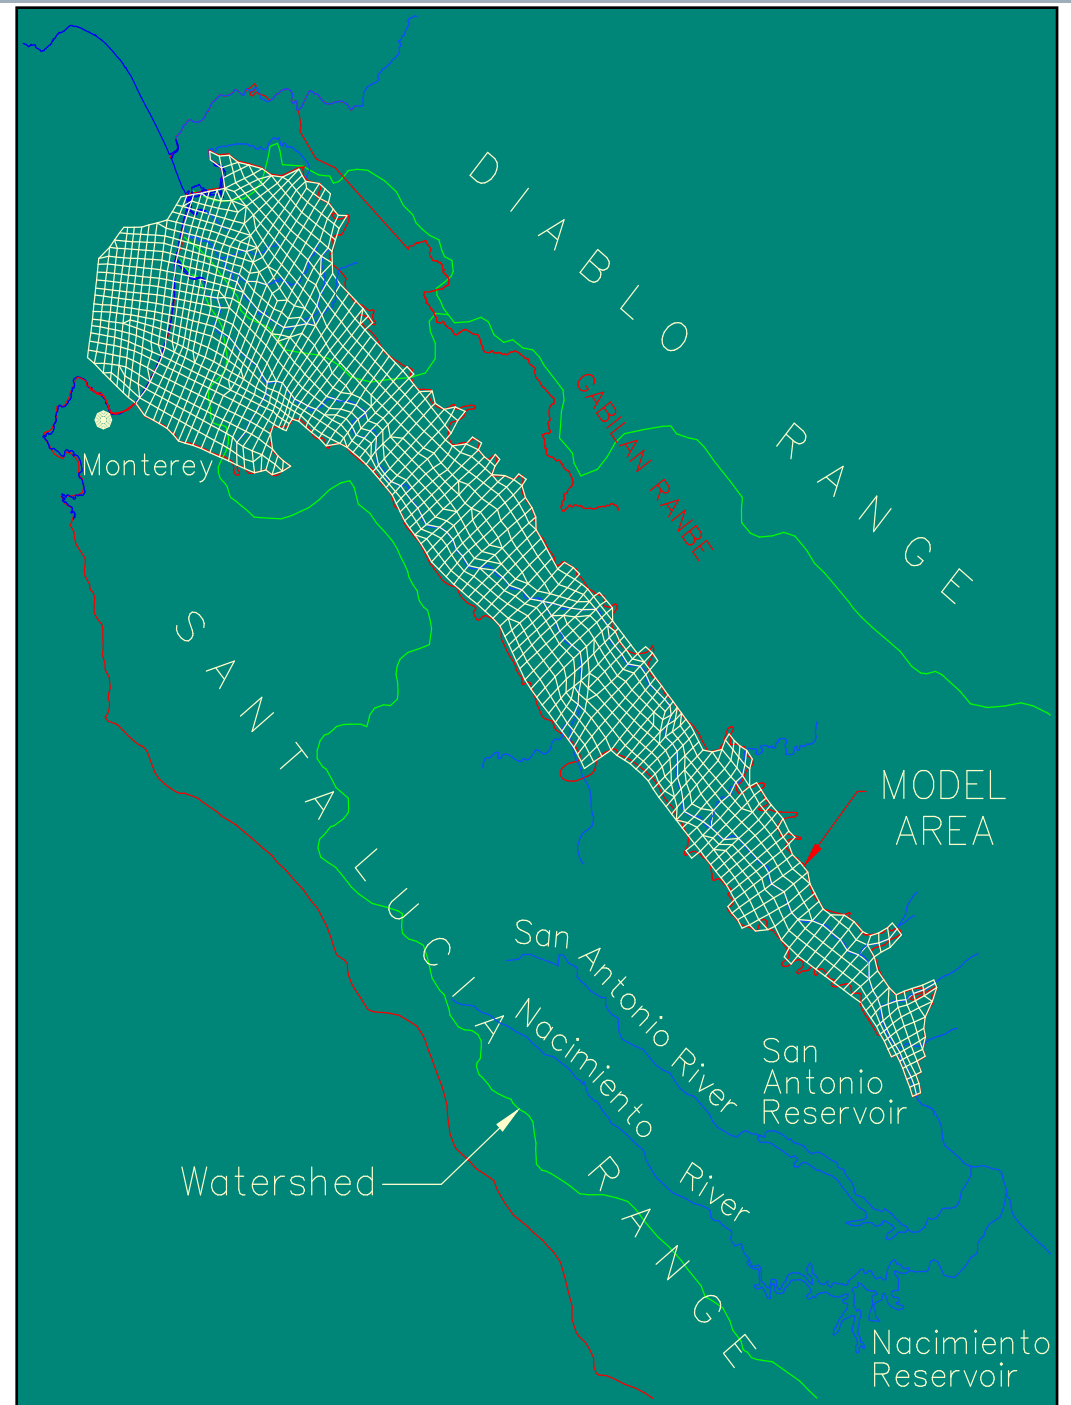 DIABLO
RANGE
GABILAN RANBE
Monterey
SANTA
LUCIA
RANGE
MODEL
AREA
San Antonio River
Nacimiento River
San
Antonio
Reservoir
Watershed
Nacimiento
Reservoir